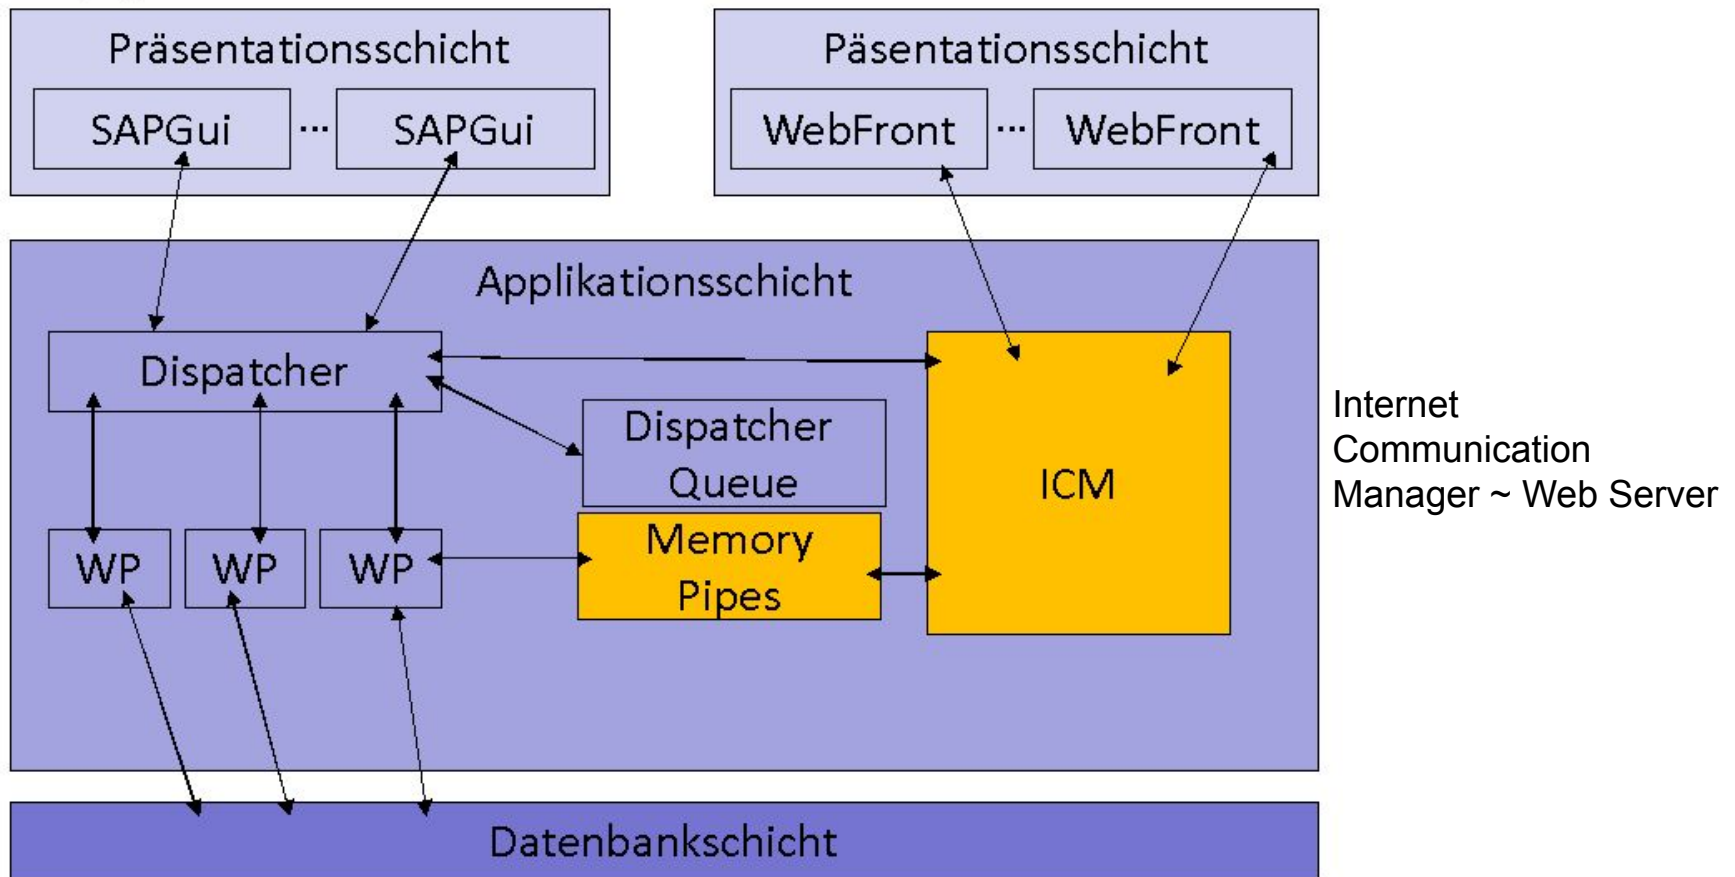 Präsentationsschicht
SAPGui ... SAPGui
Päsentationsschicht
WebFront ... WebFront
Applikationsschicht
Dispatcher
Dispatcher
Queue
Memory
Pipes
ICM
WP
WP
WP
Internet
Communication
Manager ~ Web Server
Datenbankschicht